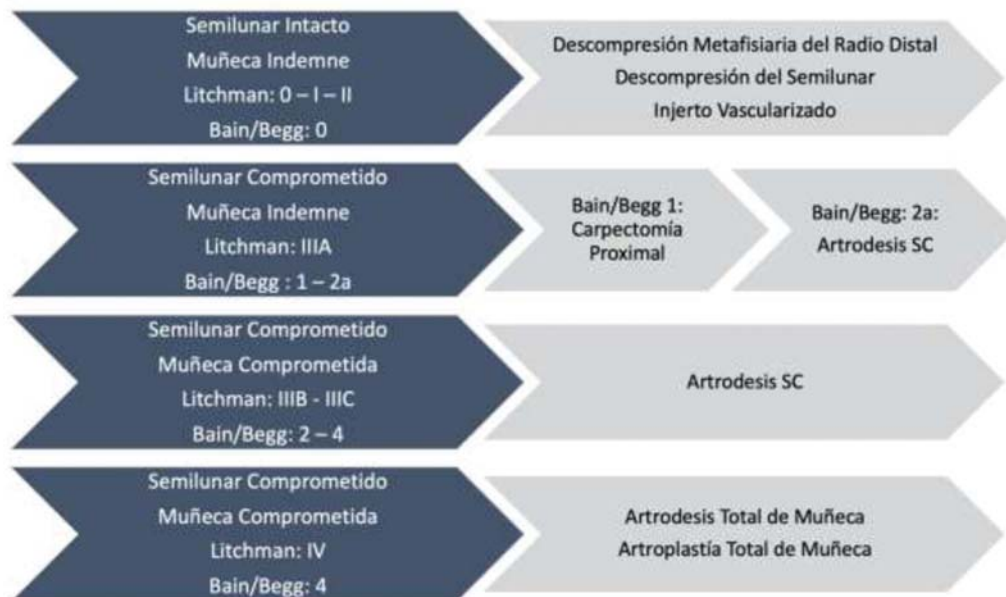 Semilunar Intacto
Muñeca Indemne
Litchman: 0 – I – II
Bain/Begg: 0
Descompresión Metafisiaria del Radio Distal
Descompresión del Semilunar
Injerto Vascularizado
Semilunar Comprometido
Muñeca Indemne
Litchman: IIIA
Bain/Begg : 1 – 2a
Bain/Begg 1:
Carpectomía
Proximal
Bain/Begg: 2a:
Artrodesis SC
Semilunar Comprometido
Muñeca Comprometida
Litchman: IIIB - IIIC
Bain/Begg: 2 – 4
Artrodesis SC
Semilunar Comprometido
Muñeca Comprometida
Litchman: IV
Bain/Begg: 4
Artrodesis Total de Muñeca
Artroplastía Total de Muñeca